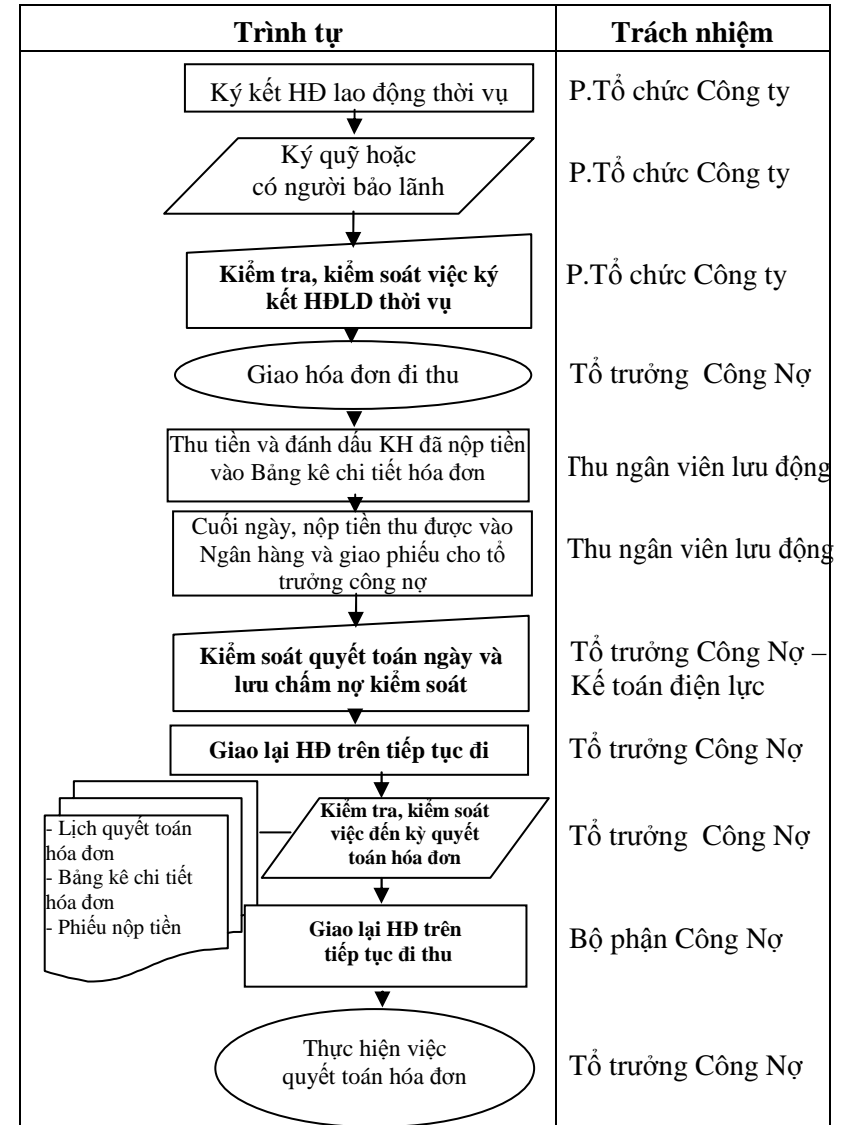 Trình tự
Trách nhiệm
Ký kết HĐ lao động thời vụ
P.Tổ chức Công ty
Ký quỹ hoặc
có người bảo lãnh
P.Tổ chức Công ty
Kiểm tra, kiểm soát việc ký
kết HĐLD thời vụ
P.Tổ chức Công ty
Giao hóa đơn đi thu
Tổ trưởng Công Nợ
Thu tiền và đánh dấu KH đã nộp tiền
vào Bảng kê chi tiết hóa đơn
Thu ngân viên lưu động
Cuối ngày, nộp tiền thu được vào
Ngân hàng và giao phiếu cho tổ
trưởng công nợ
Thu ngân viên lưu động
Kiểm soát quyết toán ngày và
lưu chấm nợ kiểm soát
Tổ trưởng Công Nợ –
Kế toán điện lực
Giao lại HĐ trên tiếp tục đi
Tổ trưởng Công Nợ
Kiểm tra, kiểm soát
việc đến kỳ quyết
toán hóa đơn
Tổ trưởng Công Nợ
- Lịch quyết toán
hóa đơn
- Bảng kê chi tiết
hóa đơn
- Phiếu nộp tiền
Giao lại HĐ trên
tiếp tục đi thu
Bộ phận Công Nợ
Thực hiện việc
quyết toán hóa đơn
Tổ trưởng Công Nợ